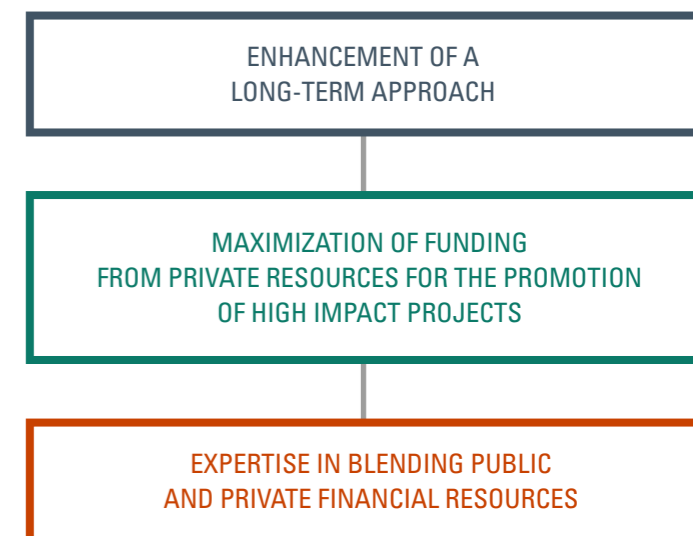 ENHANCEMENT OF A
LONG-TERM APPROACH
MAXIMIZATION OF FUNDING
FROM PRIVATE RESOURCES FOR THE PROMOTION
OF HIGH IMPACT PROJECTS
EXPERTISE IN BLENDING PUBLIC
AND PRIVATE FINANCIAL RESOURCES